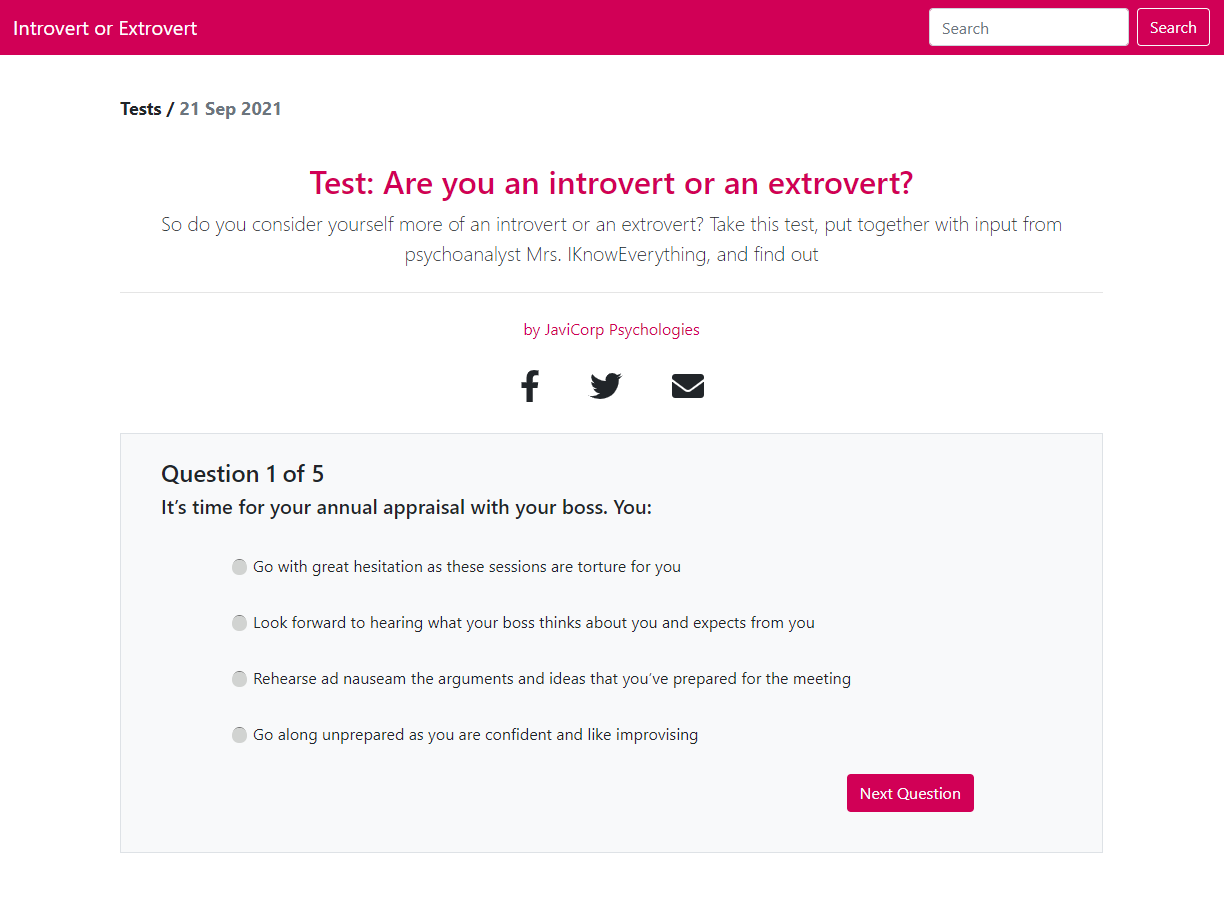 Introvert or Extrovert
Search
Search
Tests / 21 Sep 2021
Test: Are you an introvert or an extrovert?
So do you consider yourself more of an introvert or an extrovert? Take this test, put together with input from
psychoanalyst Mrs. IKnowEverything, and find out
by JaviCorp Psychologies
Question 1 of 5
It’s time for your annual appraisal with your boss. You:
Go with great hesitation as these sessions are torture for you
Look forward to hearing what your boss thinks about you and expects from you
Rehearse ad nauseam the arguments and ideas that you’ve prepared for the meeting
Go along unprepared as you are confident and like improvising
Next Question